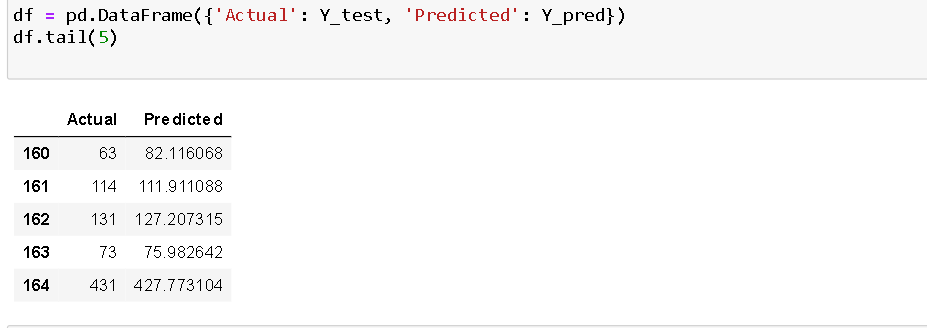 df = pd.DataFrame({'Actual': Y_test, 'Predicted': Y_pred})
df.tail(5)
Actual Predicted
160 63 82.116068
161 114 111.911088
162 131 127.207315
163 73 75.982642
164 431 427.773104